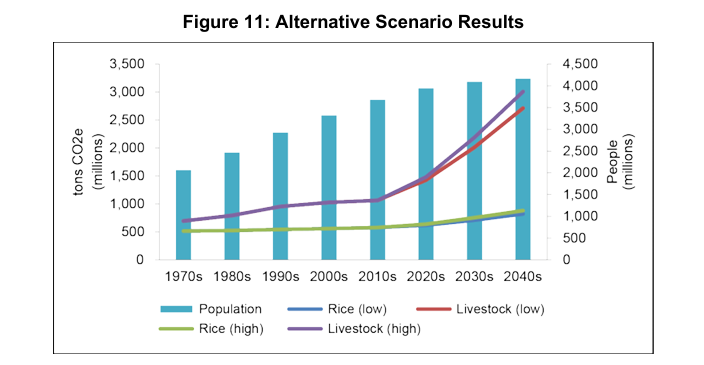 Figure 11: Alternative Scenario Results
tons CO2e
(millions)
3,500
3,000
2,500
2,000
1,500
1,000
500
0
4,500
4,000
3,500
3,000
2,500
2,000
1,500
1,000
500
0
People
(millions)
1970s 1980s 1990s 2000s 2010s 2020s 2030s 2040s
Population Rice (low) Livestock (low)
Rice (high) Livestock (high)